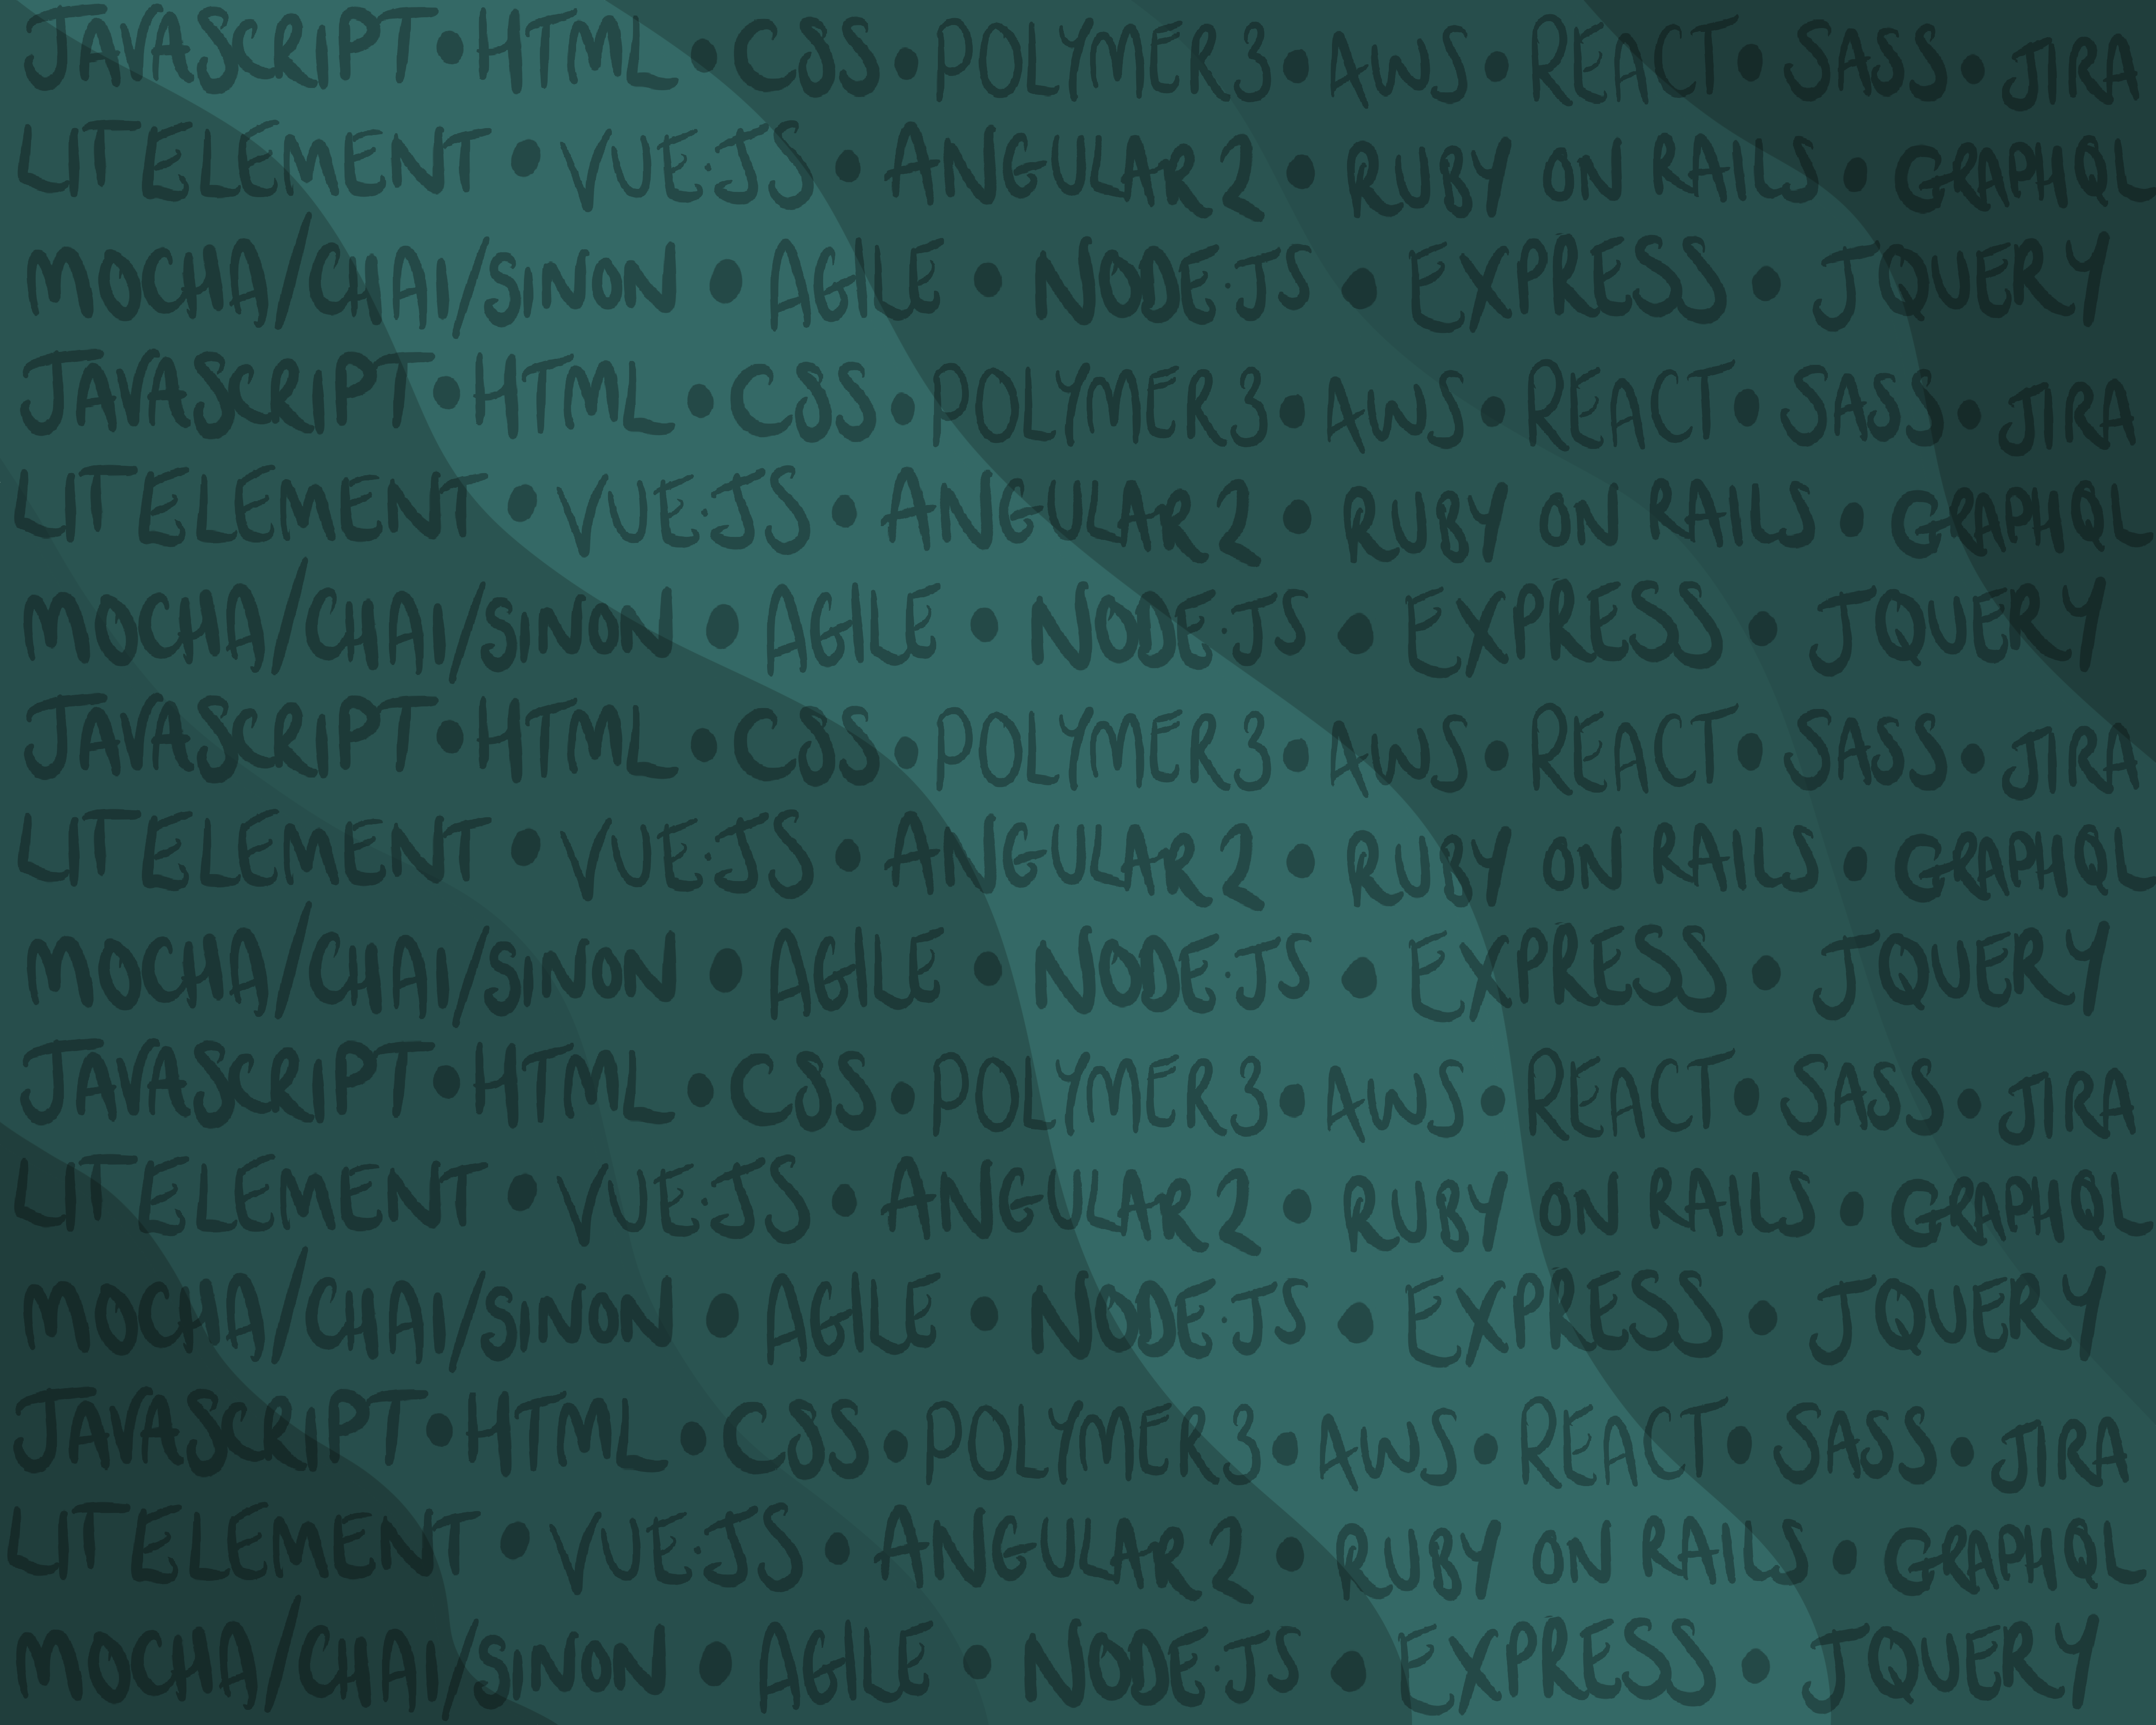 JAVASCRIPT • HTML • CSS • POLYMER 3 • AWS • REACT • SASS • JIRA
LITELEMENT • VUE.JS • ANGULAR 2 • RUBY ON RAILS • GRAPHQL
MOCHA/CHAI/SINON • AGILE • NODE.JS • EXPRESS • JQUERY
JAVASCRIPT • HTML • CSS • POLYMER 3 • AWS • REACT • SASS • JIRA
LITELEMENT • VUE.JS • ANGULAR 2 • RUBY ON RAILS • GRAPHQL
MOCHA/CHAI/SINON • AGILE • NODE.JS • EXPRESS • JQUERY
JAVASCRIPT • HTML • CSS • POLYMER 3 • AWS • REACT • SASS • JIRA
LITELEMENT • VUE.JS • ANGULAR 2 • RUBY ON RAILS • GRAPHQL
MOCHA/CHAI/SINON • AGILE • NODE.JS • EXPRESS • JQUERY
JAVASCRIPT • HTML • CSS • POLYMER 3 • AWS • REACT • SASS • JIRA
LITELEMENT • VUE.JS • ANGULAR 2 • RUBY ON RAILS • GRAPHQL
MOCHA/CHAI/SINON • AGILE • NODE.JS • EXPRESS • JQUERY
JAVASCRIPT • HTML • CSS • POLYMER 3 • AWS • REACT • SASS • JIRA
LITELEMENT • VUE.JS • ANGULAR 2 • RUBY ON RAILS • GRAPHQL
MOCHA/CHAI/SINON • AGILE • NODE.JS • EXPRESS • JQUERY